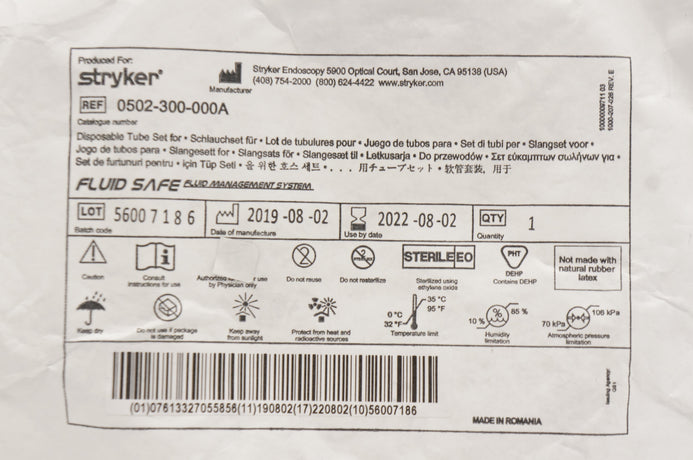 Produced For:
stryker®
Manufacturer
Stryker Endoscopy 5900 Optical Court, San Jose, CA 95138 (USA)
(408) 754-2000 (800) 624-4422 www.stryker.com
REF 0502-300-000A
Catalogue number
1000-207-026 REV. E
Disposable Tube Set for • Schlauchset für • Lot de tubulures pour • Juego de tubos para • Set di tubi per • Slangset voor •
Jogo de tubos para • Slangesett for • Slangsats för • Slangesæt til • Letkusarja • Do przewodów • Σετ εύκαμπτων σωλήνων για •
Set de furtunuri pentru • için Tüp Seti • 을 위한 호스 세트 • . . . 用チューブセット • 软管套装, 用于
FLUID SAFE FLUID MANAGEMENT SYSTEM
LOT 56007186
Batch code
2019-08-02
Date of manufacture
2022-08-02
Use by date
QTY 1
Quantity
Caution
Consult
instructions for use
Authorized use
by Physician only
Do not reuse
2
Do not resterilize
STERILE EO
Sterilized using
ethylene oxide
PHT
DEHP
Contains DEHP
Not made with
natural rubber
latex
Keep dry
Do not use if package
is damaged
Keep away
from sunlight
Protect from heat and
radioactive sources
0 °C
32 °F
35 °C
95 °F
Temperature limit
10 %
%
85 %
Humidity
limitation
70 kPa
106 kPa
Atmospheric pressure
limitation
(01)07613327055856(11)190802(17)220802(10)56007186
MADE IN ROMANIA
Issuing Agency:
GS1